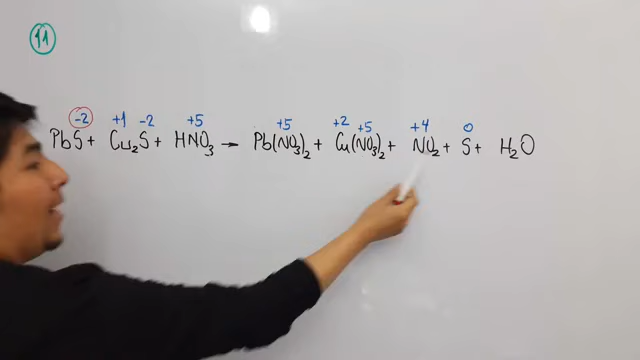 11
-2 +1 -2 +5 +5 +2 +5 +4 0
PbS + Cu₂S + HNO₃ → Pb(NO₃)₂ + Cu(NO₃)₂ + NO₂ + S + H₂O